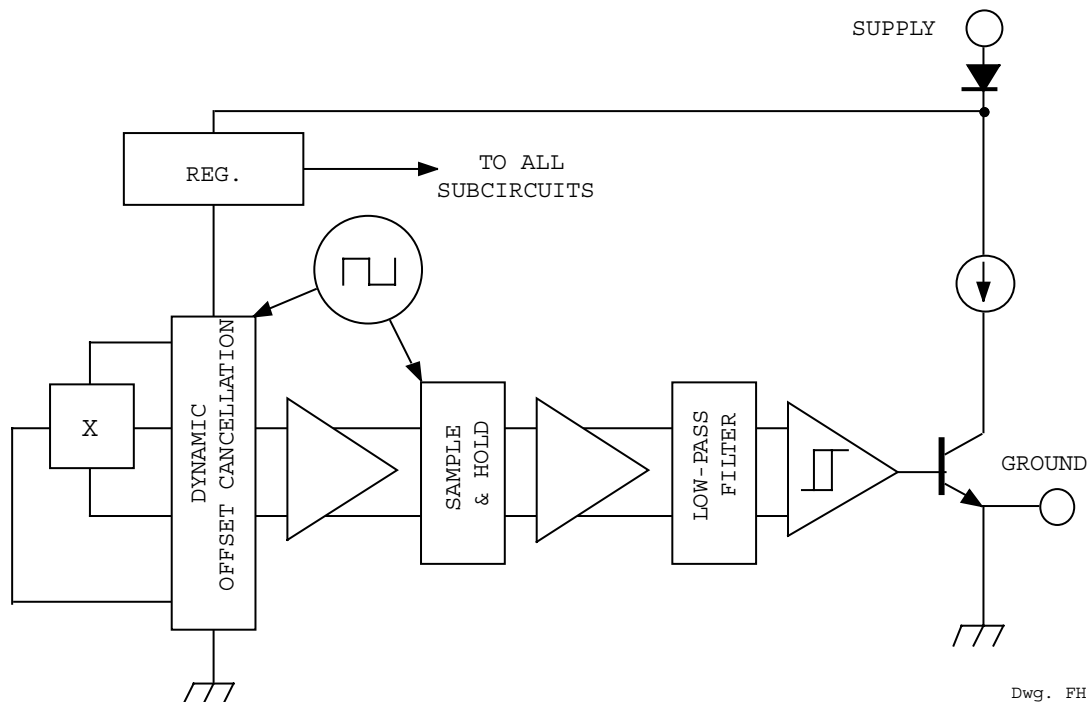 SUPPLY
REG.
TO ALL
SUBCIRCUITS
X
DYNAMIC
OFFSET CANCELLATION
SAMPLE
& HOLD
LOW-PASS
FILTER
GROUND
Dwg. FH